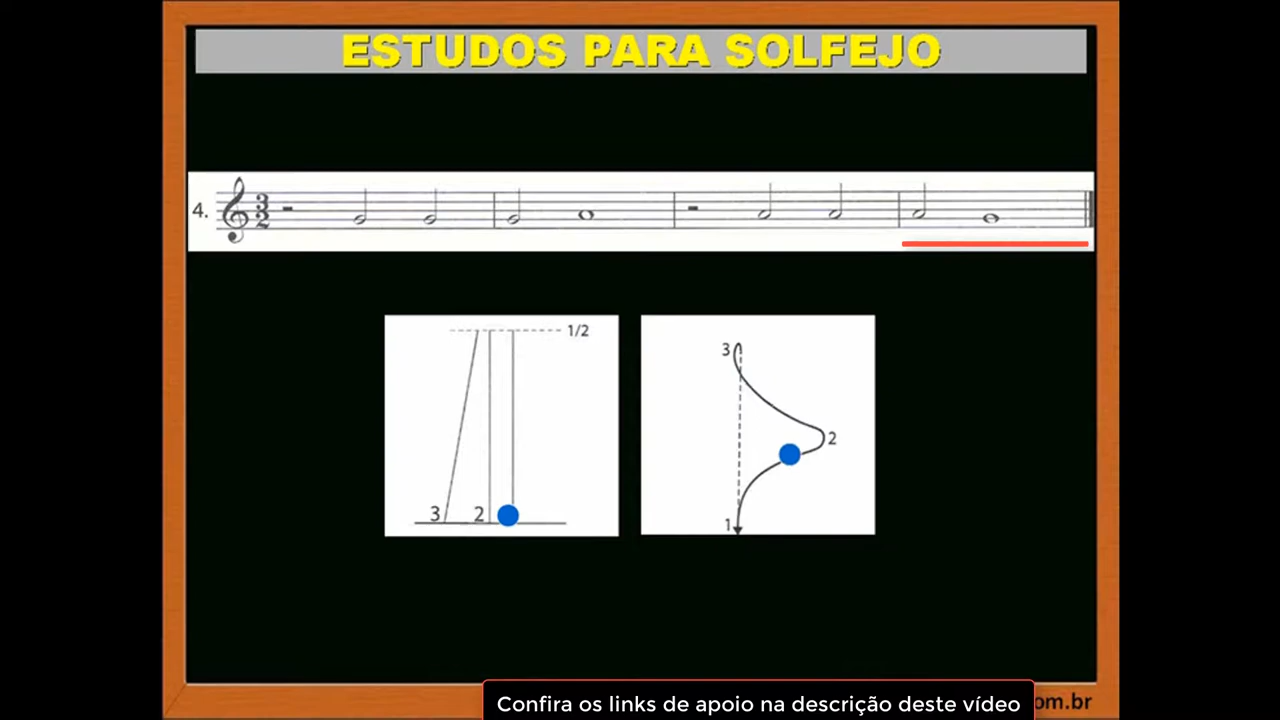 ESTUDOS PARA SOLFEJO
4. 3
2
1/2
3 2
3
2
1
Confira os links de apoio na descrição deste vídeo
om.br